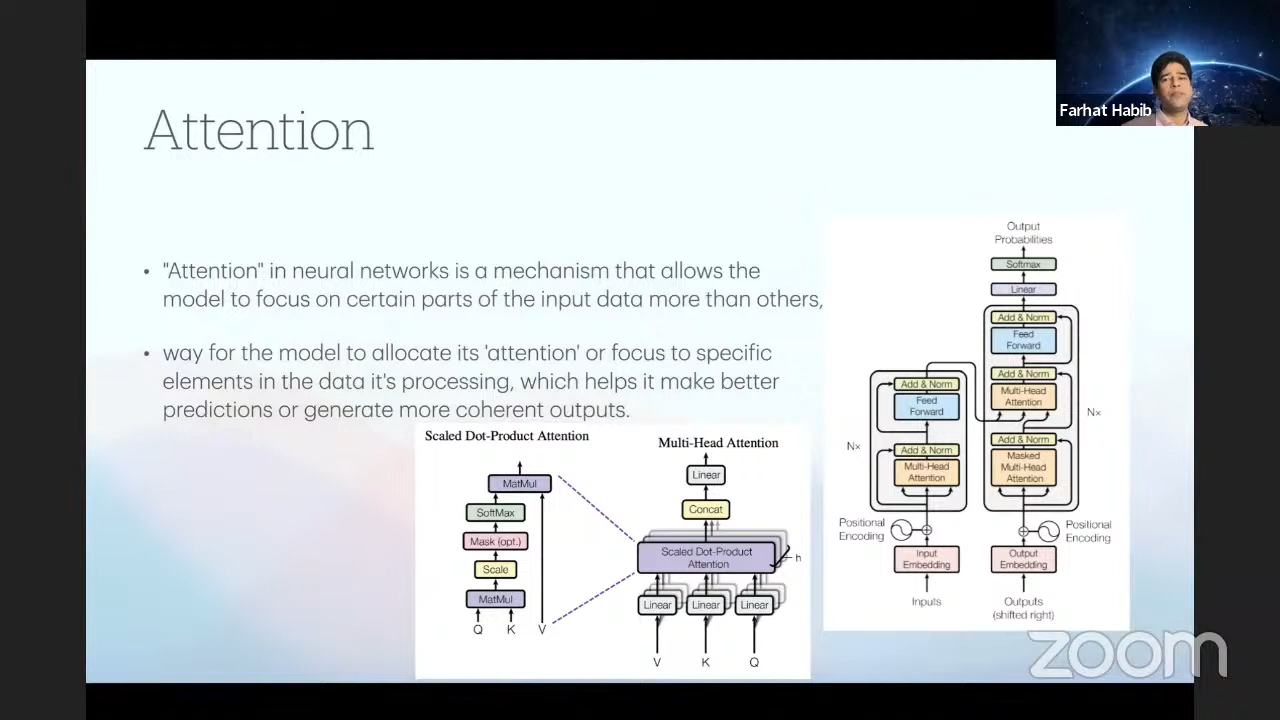 Farhat Habib
Attention
• "Attention" in neural networks is a mechanism that allows the
model to focus on certain parts of the input data more than others,
• way for the model to allocate its 'attention' or focus to specific
elements in the data it's processing, which helps it make better
predictions or generate more coherent outputs.
Scaled Dot-Product Attention
MatMul
SoftMax
Mask (opt.)
Scale
MatMul
Q K V
Multi-Head Attention
Linear
Concat
Scaled Dot-Product
Attention
h
Linear Linear Linear
V K Q
Output
Probabilities
Softmax
Linear
Add & Norm
Feed
Forward
Add & Norm
Multi-Head
Attention
Nx
Add & Norm
Masked
Multi-Head
Attention
Add & Norm
Feed
Forward
Nx
Add & Norm
Multi-Head
Attention
Positional
Encoding
Positional
Encoding
Input
Embedding
Output
Embedding
Inputs
Outputs
(shifted right)
zoom